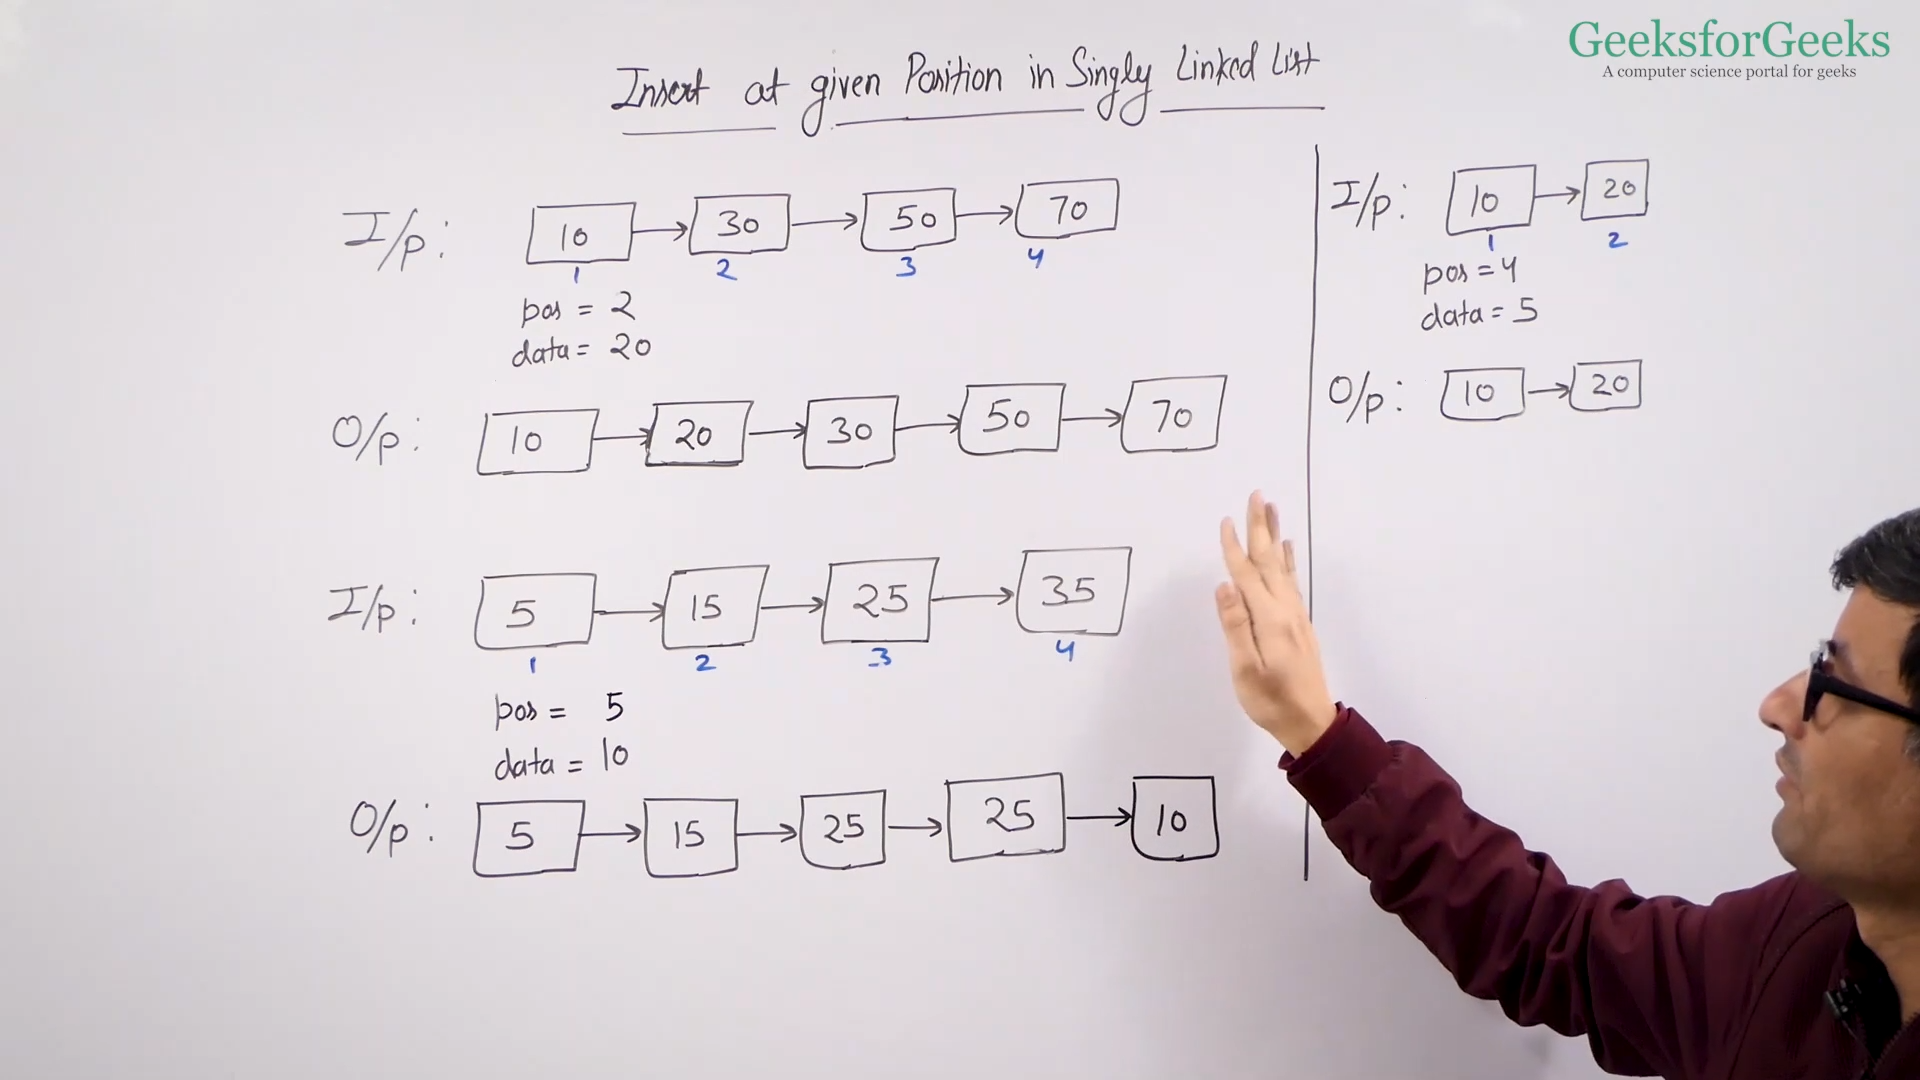 GeeksforGeeks
A computer science portal for geeks
Insert at given Position in Singly Linked List
I/p: 10 30 50 70
1 2 3 4
pos = 2
data = 20
O/p: 10 20 30 50 70
I/p: 5 15 25 35
1 2 3 4
pos = 5
data = 10
O/p: 5 15 25 25 10
I/p: 10 20
1 2
pos = 4
data = 5
O/p: 10 20